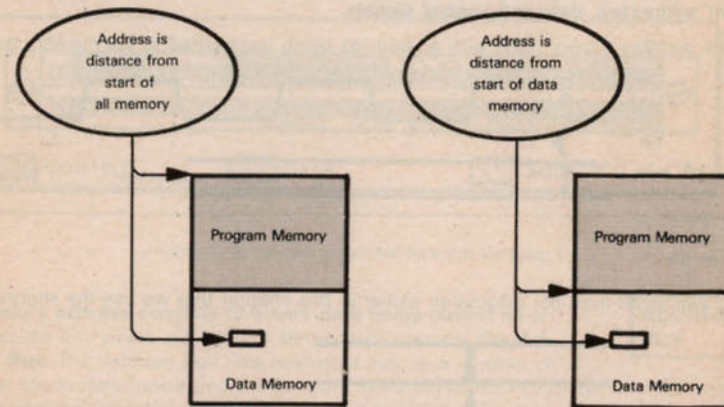 Address is
distance from
start of
all memory
Address is
distance from
start of data
memory
Program Memory
Program Memory
Data Memory
Data Memory